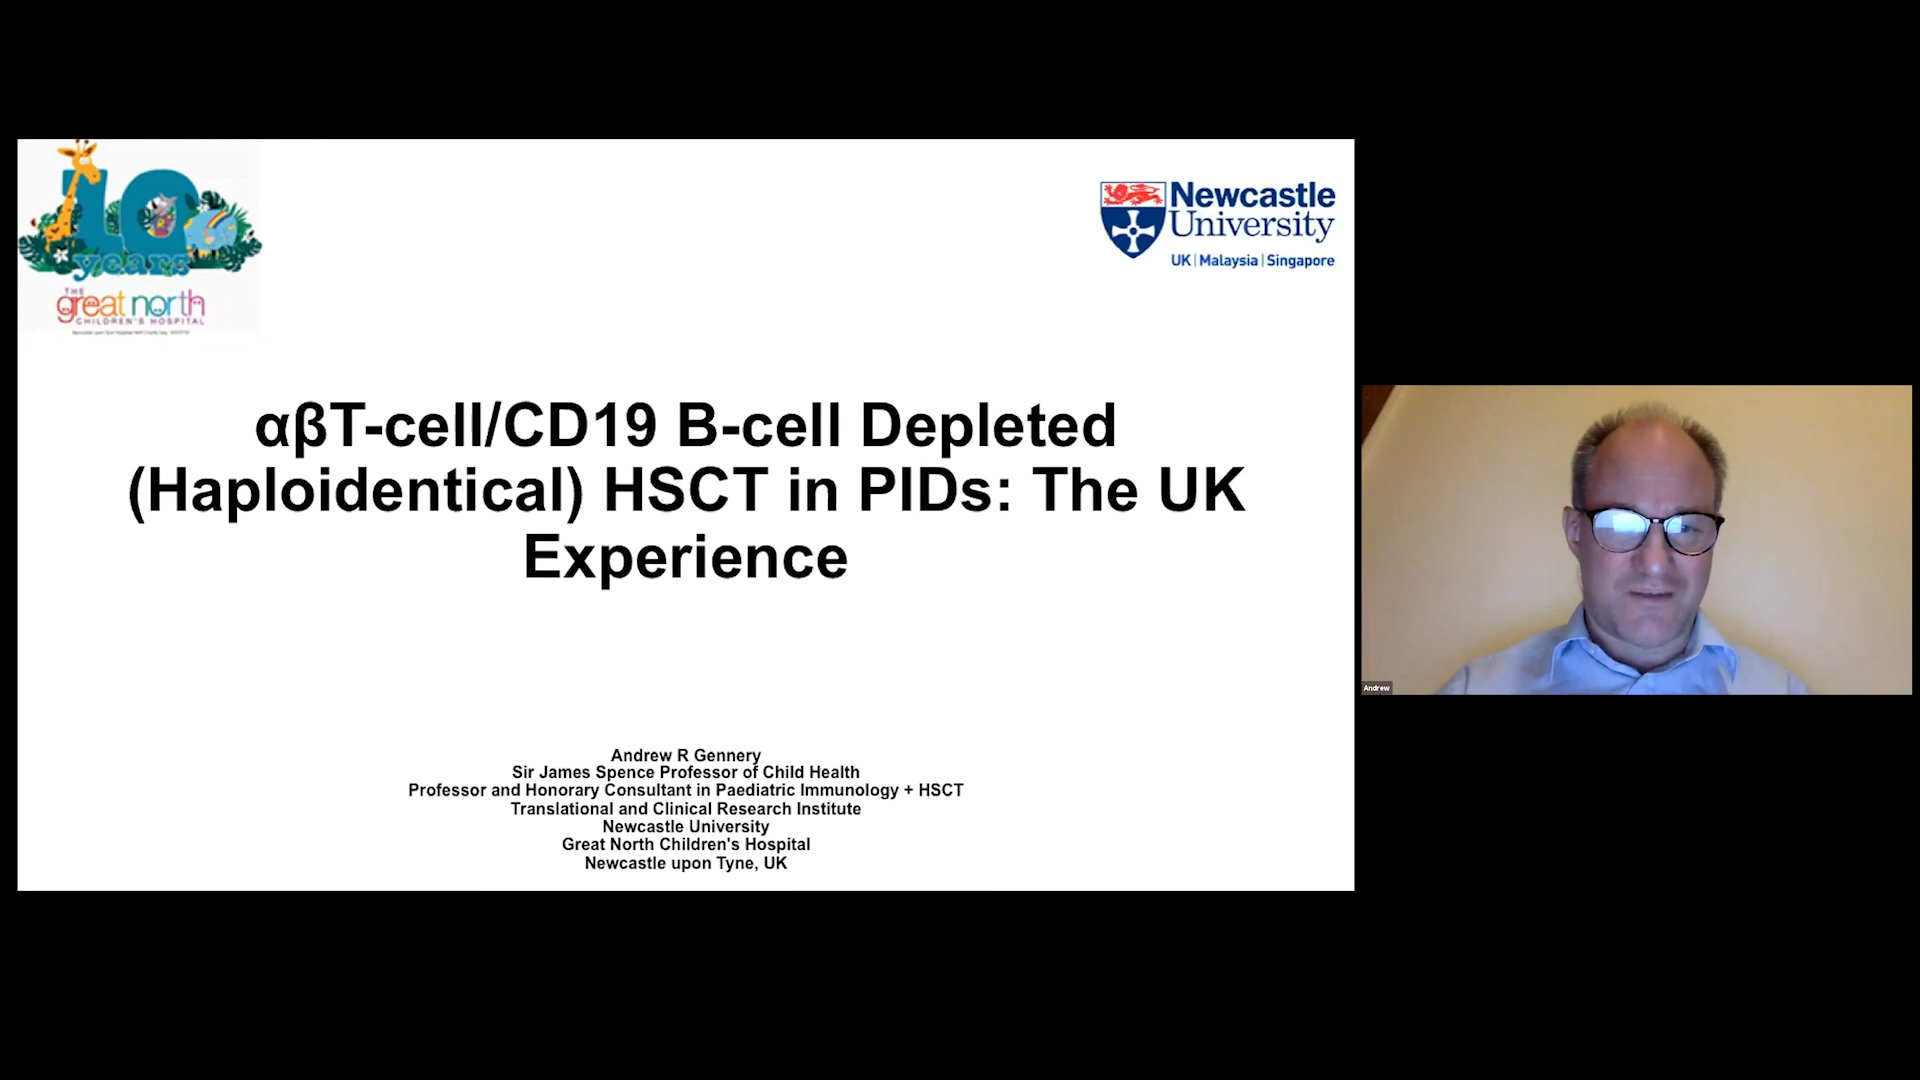 10
years
THE
great north
CHILDREN'S HOSPITAL
Newcastle
University
UK | Malaysia | Singapore
αβT-cell/CD19 B-cell Depleted
(Haploidentical) HSCT in PIDs: The UK
Experience
Andrew R Gennery
Sir James Spence Professor of Child Health
Professor and Honorary Consultant in Paediatric Immunology + HSCT
Translational and Clinical Research Institute
Newcastle University
Great North Children's Hospital
Newcastle upon Tyne, UK
Andrew